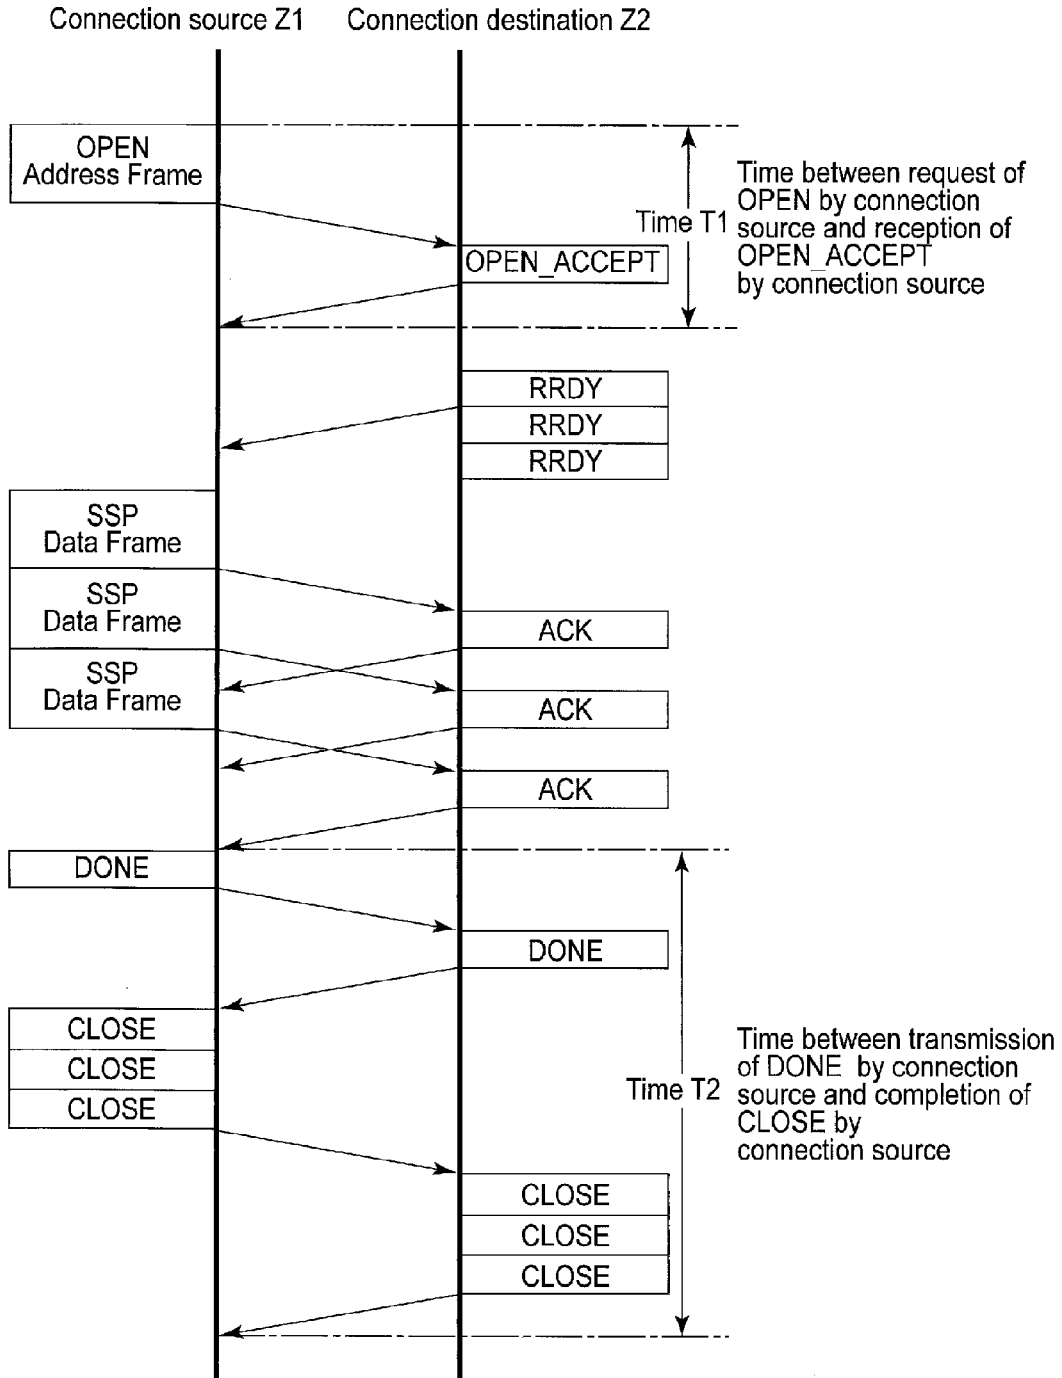 Connection source Z1
Connection destination Z2
OPEN
Address Frame
OPEN_ACCEPT
Time T1
Time between request of
OPEN by connection
source and reception of
OPEN_ACCEPT
by connection source
RRDY
RRDY
RRDY
SSP
Data Frame
SSP
Data Frame
ACK
SSP
Data Frame
ACK
ACK
DONE
DONE
CLOSE
CLOSE
CLOSE
Time T2
Time between transmission
of DONE by connection
source and completion of
CLOSE by
connection source
CLOSE
CLOSE
CLOSE